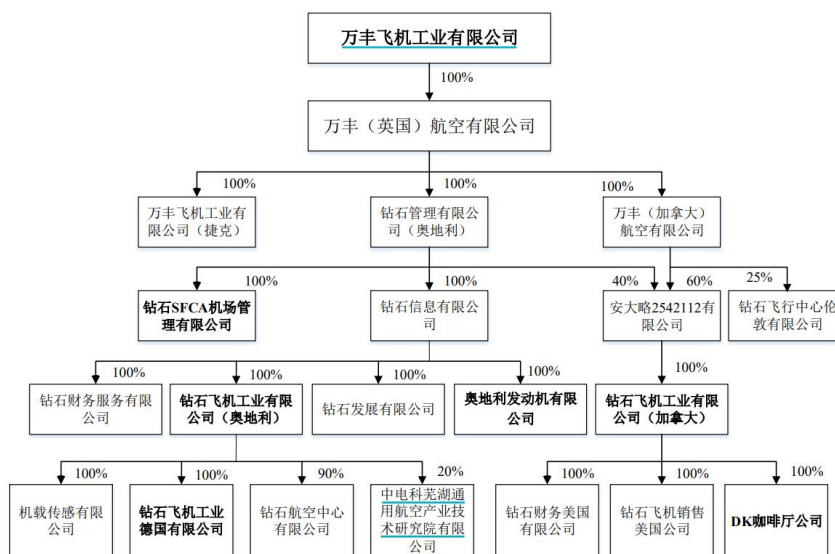 万丰飞机工业有限公司
100%
万丰（英国）航空有限公司
100%
100%
100%
万丰飞机工业有
限公司（捷克）
钻石管理有限公
司（奥地利）
万丰（加拿大）
航空有限公司
100%
100%
40%
60%
25%
钻石SFCA机场管
理有限公司
钻石信息有限公
司
安大略2542112有
限公司
钻石飞行中心伦
敦有限公司
100%
100%
100%
100%
100%
钻石财务服务有限
公司
钻石飞机工业有限
公司（奥地利）
钻石发展有限公司
奥地利发动机有限
公司
钻石飞机工业有限
公司（加拿大）
100%
100%
90%
20%
100%
100%
100%
机载传感有限公
司
钻石飞机工业
德国有限公司
钻石航空中心
有限公司
中电科芜湖通
用航空产业技
术研究院有限
公司
钻石财务美国
有限公司
钻石飞机销售
美国公司
DK咖啡厅公司